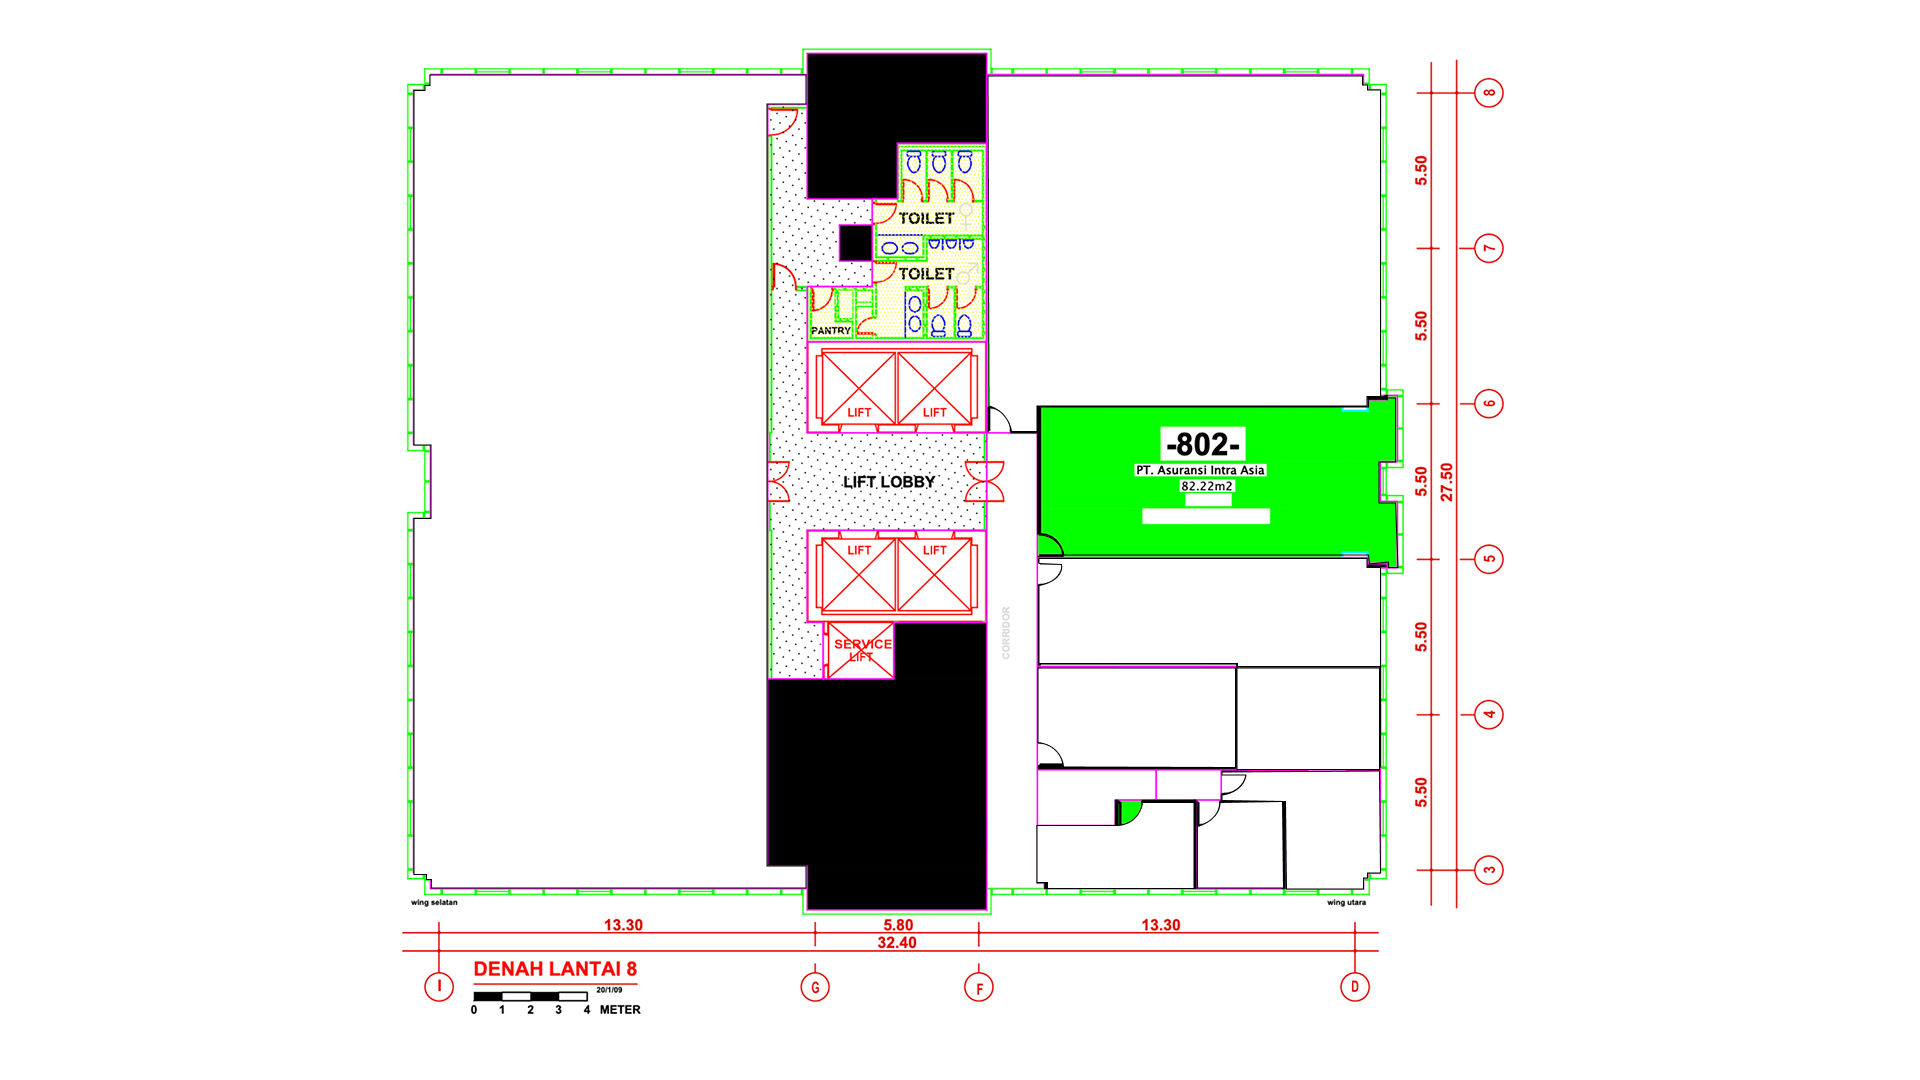 8
5.50
TOILET
7
TOILET
5.50
PANTRY
LIFT
LIFT
6
-802-
PT. Asuransi Intra Asia
82.22m2
LIFT LOBBY
5.50
27.50
LIFT
LIFT
5
CORRIDOR
SERVICE
LIFT
5.50
4
5.50
3
wing selatan
wing utara
13.30
5.80
13.30
32.40
DENAH LANTAI 8
20/1/09
I
G
F
D
0 1 2 3 4 METER